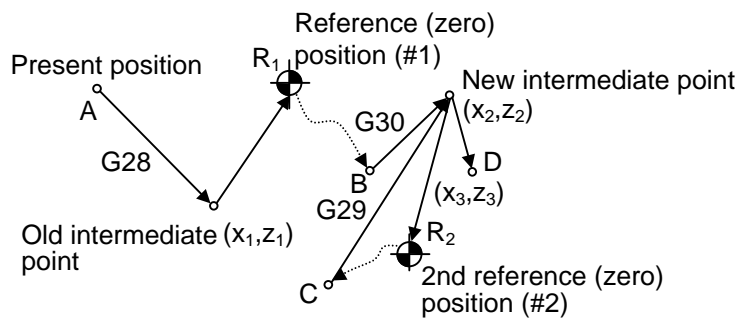 Present position
A
G28
Old intermediate (x₁,z₁)
point
R₁
Reference (zero)
position (#1)
B
G30
New intermediate point
(x₂,z₂)
D
(x₃,z₃)
G29
R₂
C
2nd reference (zero)
position (#2)